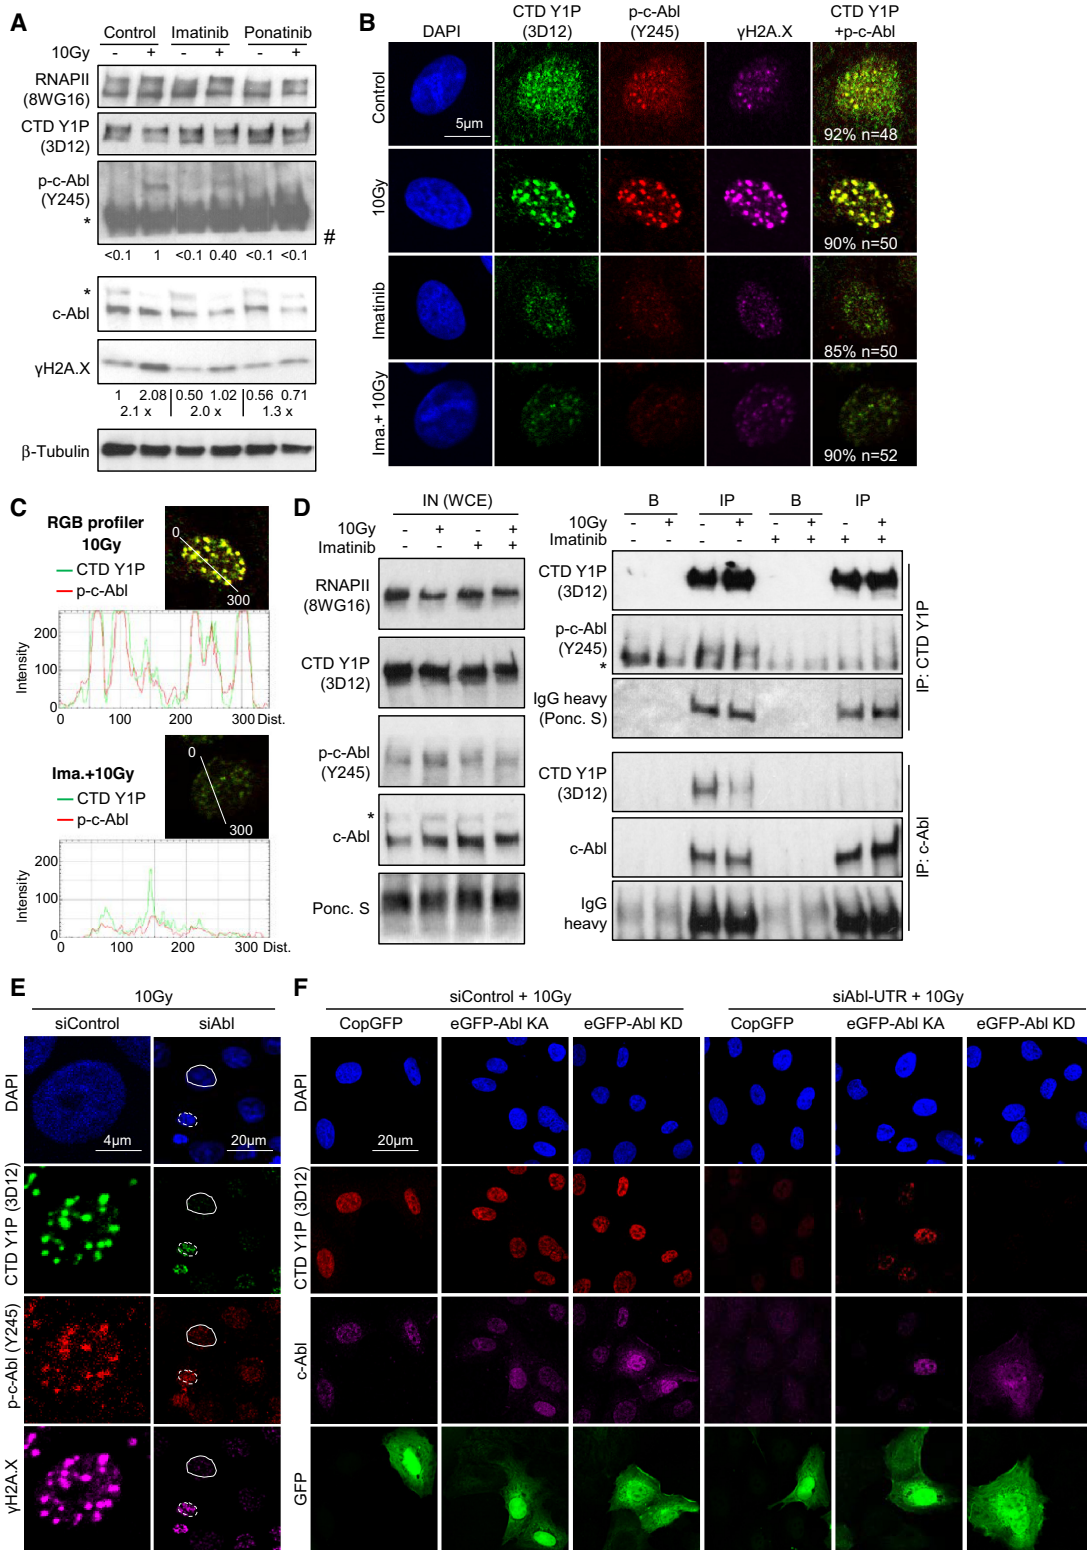 A
Control Imatinib Ponatinib
10Gy - + - + - +
RNAPII
(8WG16)
CTD Y1P
(3D12)
p-c-Abl
(Y245)
*
#
<0.1 1 <0.1 0.40 <0.1 <0.1
*
c-Abl
γH2A.X
1 2.08 0.50 1.02 0.56 0.71
2.1 x 2.0 x 1.3 x
β-Tubulin
B
DAPI
CTD Y1P
(3D12)
p-c-Abl
(Y245)
γH2A.X
CTD Y1P
+p-c-Abl
Control
5µm
92% n=48
10Gy
90% n=50
Imatinib
85% n=50
Ima.+ 10Gy
90% n=52
C
RGB profiler
10Gy
CTD Y1P
p-c-Abl
0
300
Intensity
200
100
0
0 100 200 300 Dist.
Ima.+10Gy
CTD Y1P
p-c-Abl
0
300
Intensity
200
100
0
0 100 200 300 Dist.
D
IN (WCE)
10Gy - + - +
Imatinib - - + +
RNAPII
(8WG16)
CTD Y1P
(3D12)
p-c-Abl
(Y245)
*
c-Abl
Ponc. S
B IP B IP
10Gy - + - + - + - +
Imatinib - - - - + + + +
CTD Y1P
(3D12)
p-c-Abl
(Y245)
*
IgG heavy
(Ponc. S)
IP: CTD Y1P
CTD Y1P
(3D12)
c-Abl
IgG
heavy
IP: c-Abl
E
10Gy
siControl siAbl
DAPI
4µm
20µm
CTD Y1P (3D12)
p-c-Abl (Y245)
γH2A.X
F
siControl + 10Gy siAbl-UTR + 10Gy
CopGFP eGFP-Abl KA eGFP-Abl KD CopGFP eGFP-Abl KA eGFP-Abl KD
DAPI
20µm
CTD Y1P (3D12)
c-Abl
GFP